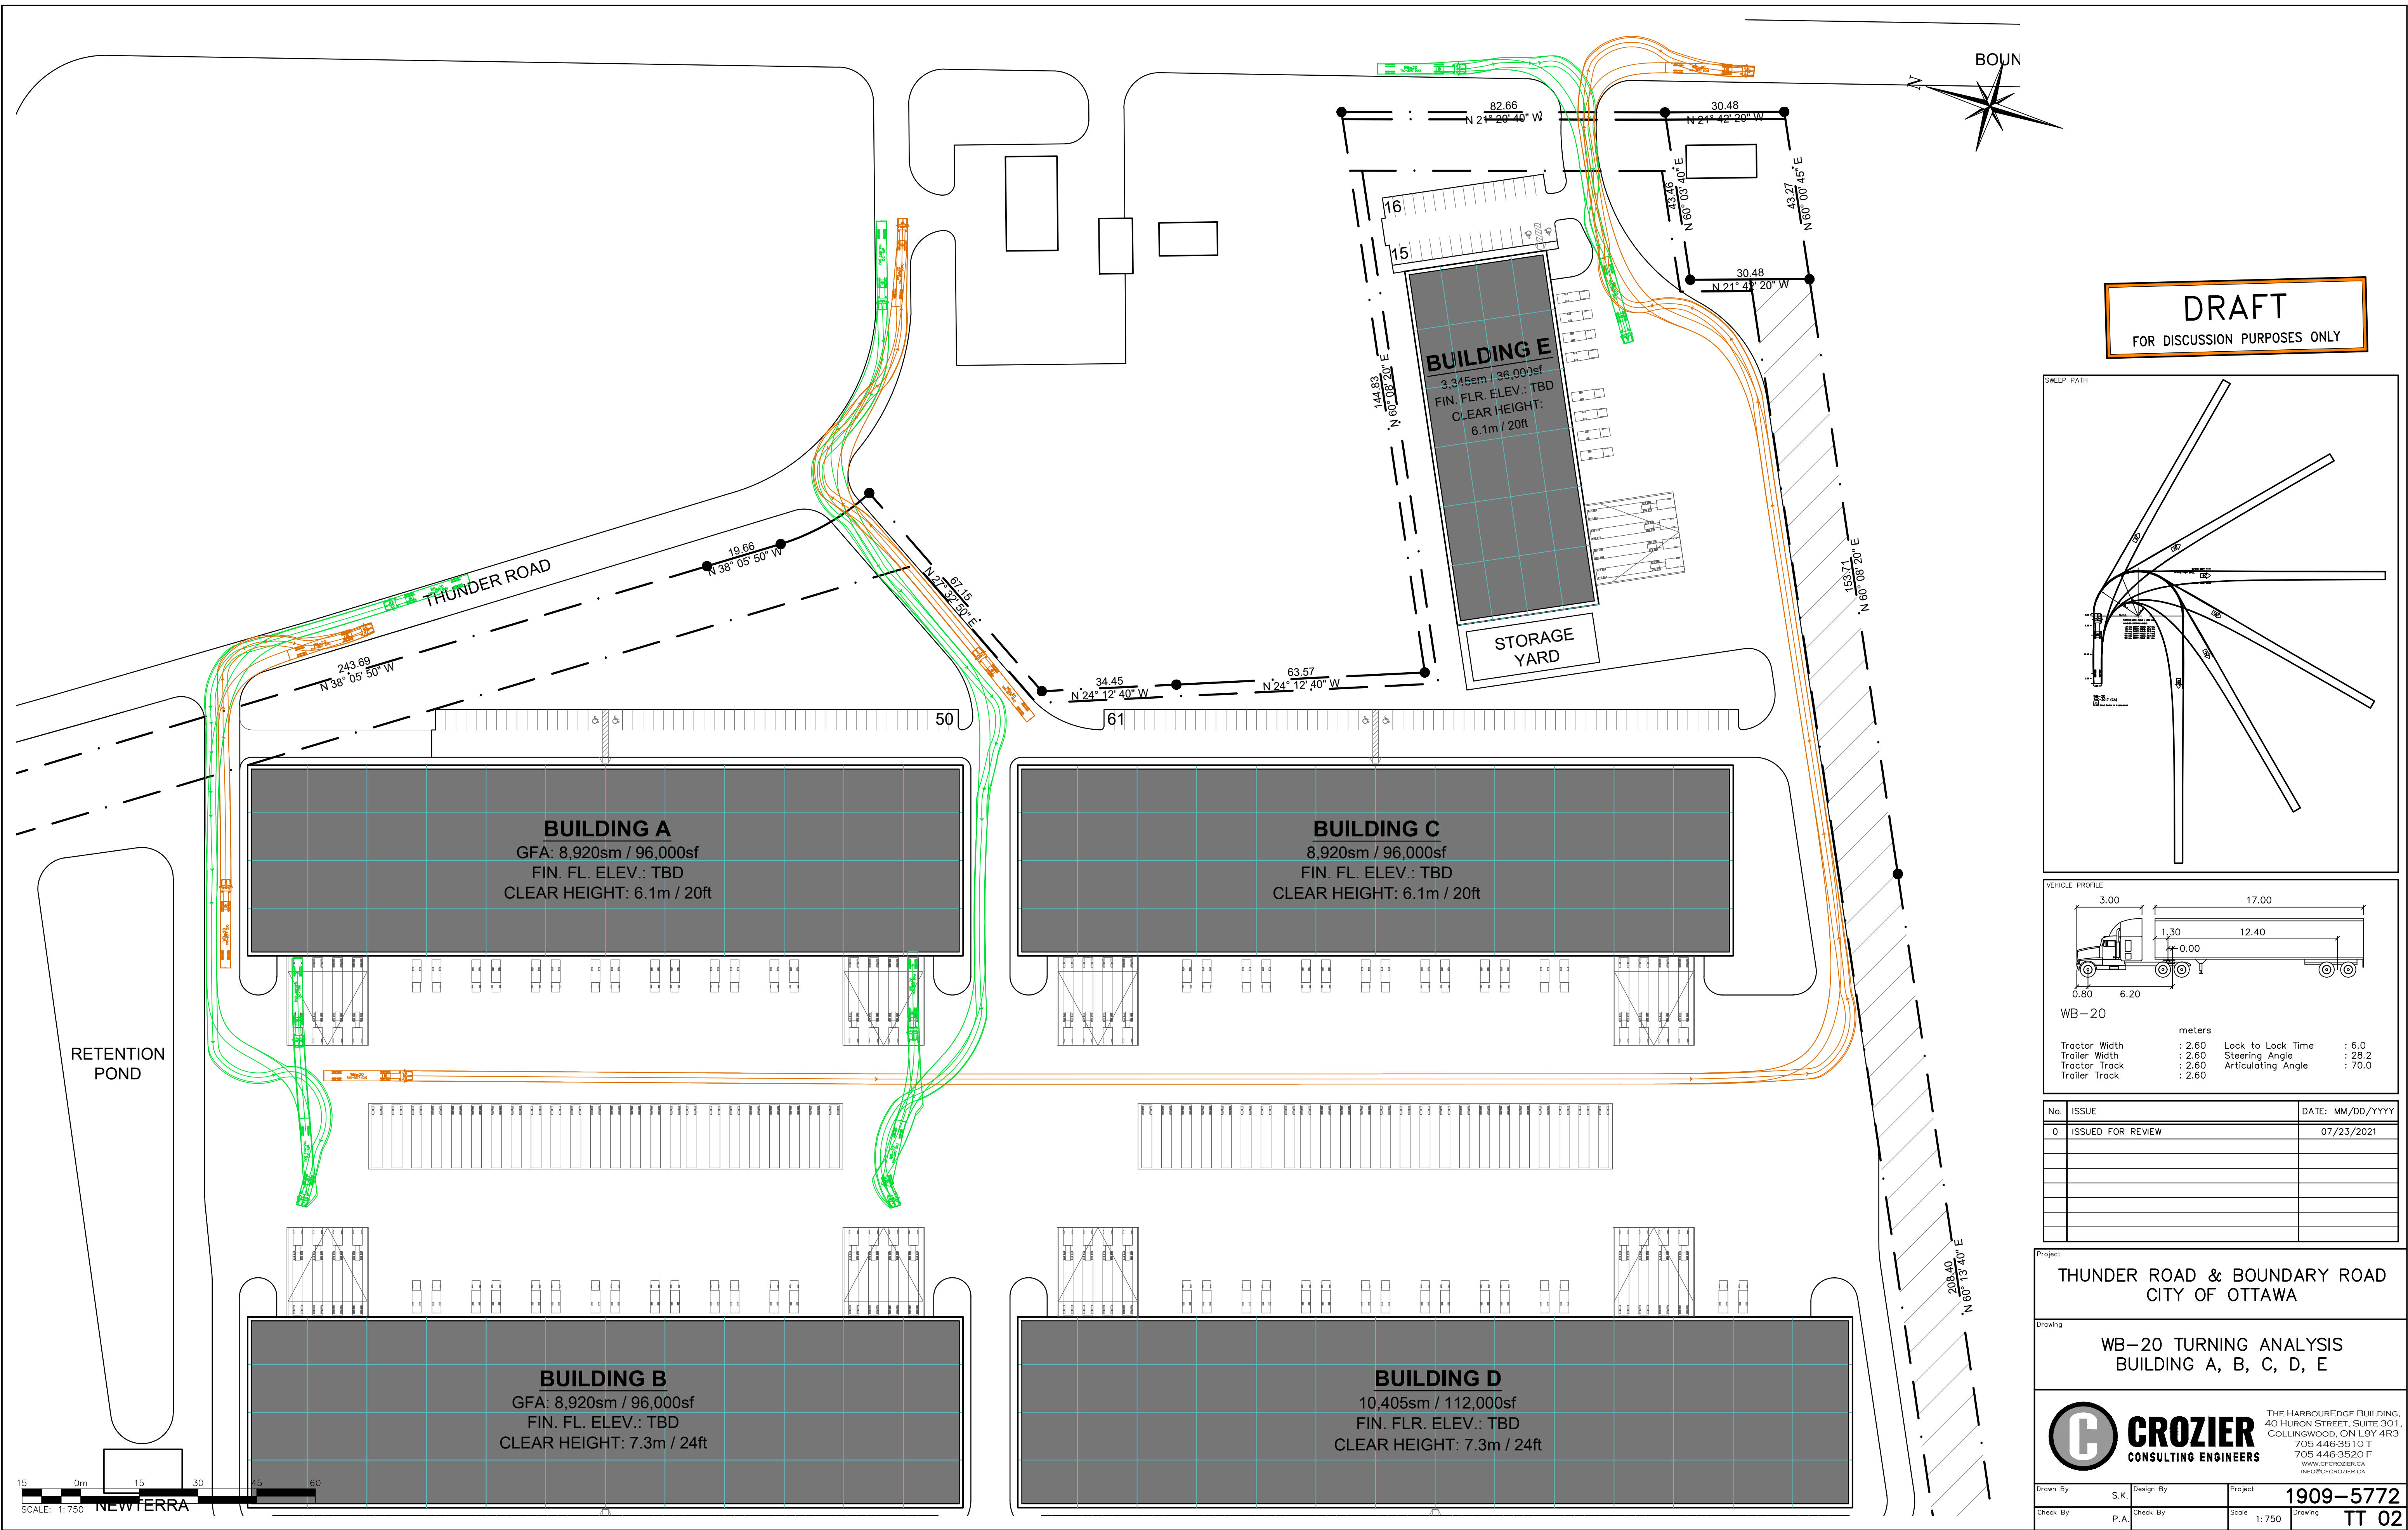 BOUN
N
82.66
N 21° 20' 40" W
30.48
N 21° 42' 20" W
43.46
N 60° 03' 40" E
43.27
N 60° 00' 45" E
16
15
30.48
N 21° 42' 20" W
BUILDING E
3,345sm / 36,000sf
FIN. FLR. ELEV.: TBD
CLEAR HEIGHT:
6.1m / 20ft
144.83
N 60° 08' 20" E
STORAGE
YARD
153.71
N 60° 08' 20" E
19.66
N 38° 05' 50" W
THUNDER ROAD
67.15
N 27° 32' 50" E
243.69
N 38° 05' 50" W
34.45
N 24° 12' 40" W
63.57
N 24° 12' 40" W
50
61
BUILDING A
GFA: 8,920sm / 96,000sf
FIN. FL. ELEV.: TBD
CLEAR HEIGHT: 6.1m / 20ft
BUILDING C
8,920sm / 96,000sf
FIN. FL. ELEV.: TBD
CLEAR HEIGHT: 6.1m / 20ft
RETENTION
POND
208.40
N 60° 13' 40" E
BUILDING B
GFA: 8,920sm / 96,000sf
FIN. FL. ELEV.: TBD
CLEAR HEIGHT: 7.3m / 24ft
BUILDING D
10,405sm / 112,000sf
FIN. FLR. ELEV.: TBD
CLEAR HEIGHT: 7.3m / 24ft
15 0m 15 30 45 60
SCALE: 1:750
NEWTERRA
DRAFT
FOR DISCUSSION PURPOSES ONLY
SWEEP PATH
VEHICLE PROFILE
3.00 17.00
1.30 12.40
0.00
0.80 6.20
WB-20
meters
Tractor Width : 2.60 Lock to Lock Time : 6.0
Trailer Width : 2.60 Steering Angle : 28.2
Tractor Track : 2.60 Articulating Angle : 70.0
Trailer Track : 2.60
No. ISSUE DATE: MM/DD/YYYY
0 ISSUED FOR REVIEW 07/23/2021
Project
THUNDER ROAD & BOUNDARY ROAD
CITY OF OTTAWA
Drawing
WB-20 TURNING ANALYSIS
BUILDING A, B, C, D, E
C
CROZIER
CONSULTING ENGINEERS
THE HARBOUREDGE BUILDING,
40 HURON STREET, SUITE 301,
COLLINGWOOD, ON L9Y 4R3
705 446-3510 T
705 446-3520 F
WWW.CFCROZIER.CA
INFO@CFCROZIER.CA
Drawn By S.K. Design By Project 1909-5772
Check By P.A. Check By Scale 1:750 Drawing TT 02